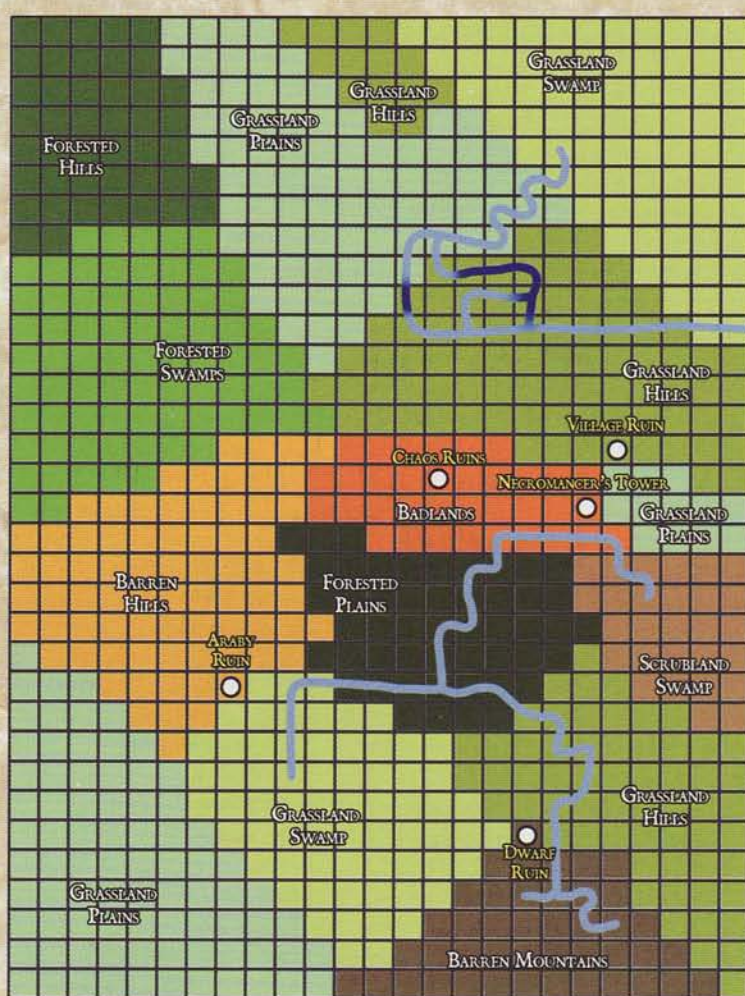 Grassland
Swamp
Grassland
Hills
Grassland
Plains
Forested
Hills
Forested
Swamps
Grassland
Hills
Village Ruin
Chaos Ruins
Necromancer's Tower
Badlands
Grassland
Plains
Barren
Hills
Forested
Plains
Araby
Ruin
Scrubland
Swamp
Grassland
Hills
Grassland
Swamp
Dwarf
Ruin
Grassland
Plains
Barren Mountains